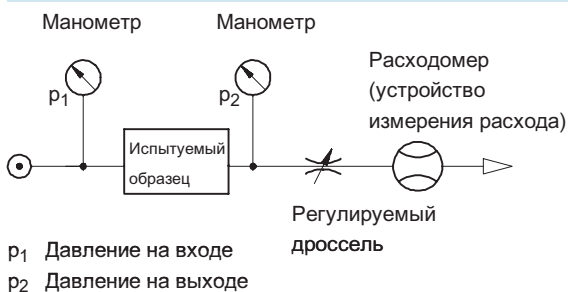 Манометр
Манометр
Расходомер
(устройство
измерения расхода)
p1
p2
Испытуемый
образец
Регулируемый
дроссель
p1 Давление на входе
p2 Давление на выходе